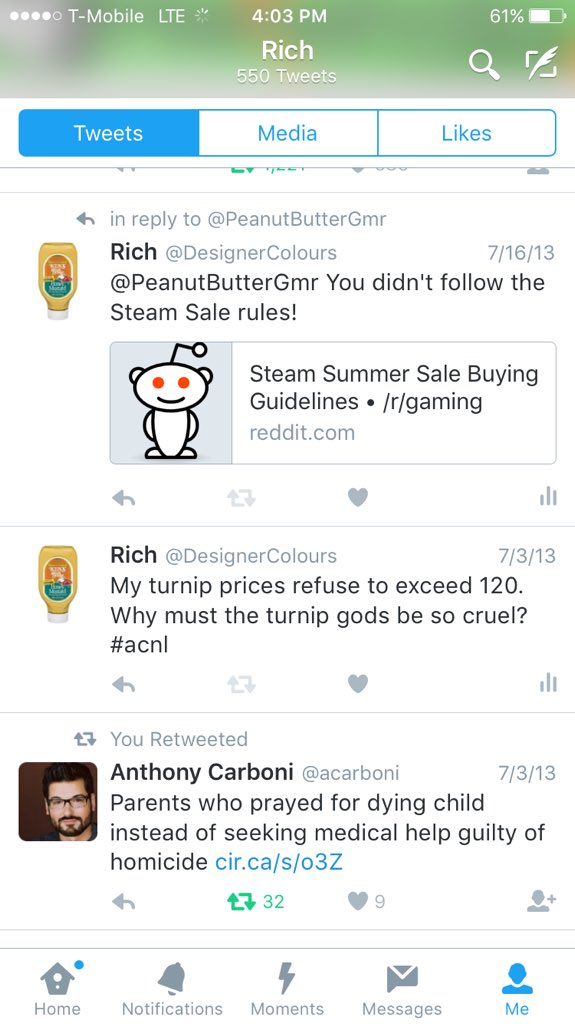 T-Mobile LTE 4:03 PM 61%
Rich
550 Tweets
Tweets Media Likes
in reply to @PeanutButterGmr
Rich @DesignerColours 7/16/13
@PeanutButterGmr You didn't follow the
Steam Sale rules!
Steam Summer Sale Buying
Guidelines • /r/gaming
reddit.com
Rich @DesignerColours 7/3/13
My turnip prices refuse to exceed 120.
Why must the turnip gods be so cruel?
#acnl
You Retweeted
Anthony Carboni @acarboni 7/3/13
Parents who prayed for dying child
instead of seeking medical help guilty of
homicide cir.ca/s/o3Z
32 9
Home Notifications Moments Messages Me